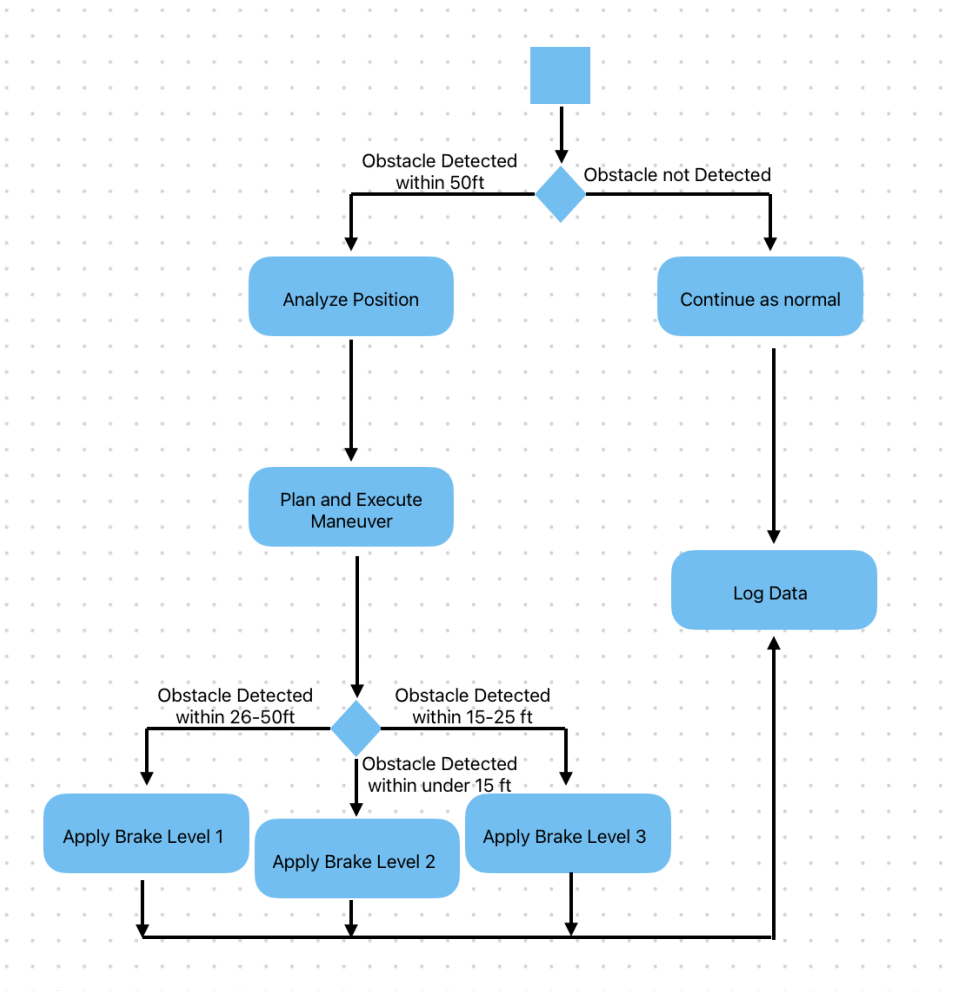 Obstacle Detected
within 50ft
Obstacle not Detected
Analyze Position
Continue as normal
Plan and Execute
Maneuver
Log Data
Obstacle Detected
within 26-50ft
Obstacle Detected
within 15-25 ft
Obstacle Detected
within under 15 ft
Apply Brake Level 1
Apply Brake Level 2
Apply Brake Level 3